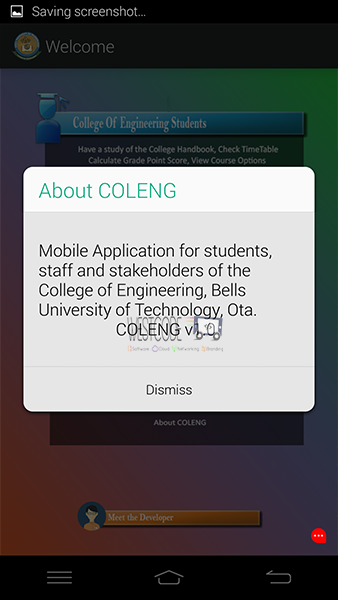 Saving screenshot...
Welcome
College Of Engineering Students
Have a study of the College Handbook, Check TimeTable
Calculate Grade Point Score, View Course Options
About COLENG
Mobile Application for students,
staff and stakeholders of the
College of Engineering, Bells
University of Technology, Ota.
COLENG v1.0
WESTCODE
Software Cloud Networking Branding
Dismiss
About COLENG
Meet the Developer